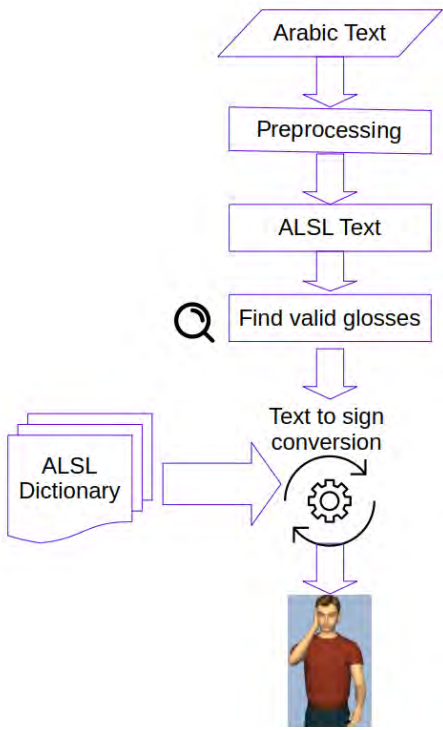 Arabic Text
Preprocessing
ALSL Text
Find valid glosses
Text to sign
conversion
ALSL
Dictionary